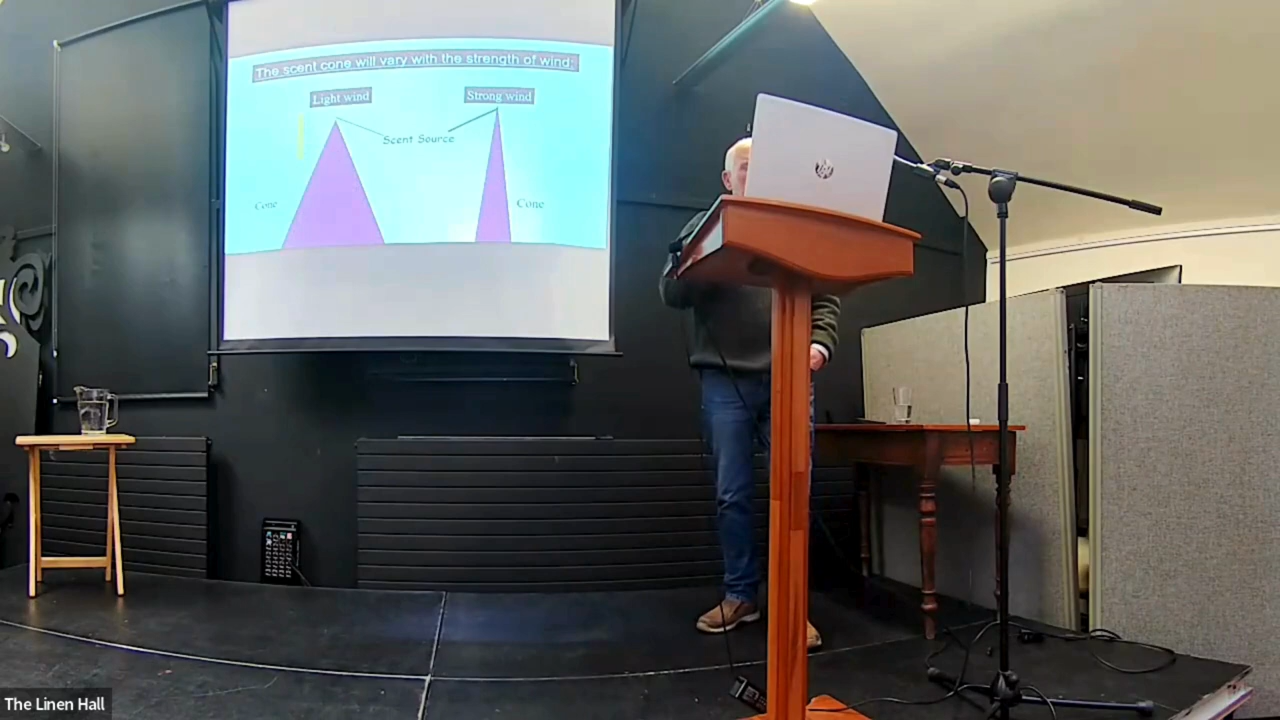 The scent cone will vary with the strength of wind:
Light wind
Strong wind
Scent Source
Cone
Cone
hp
The Linen Hall